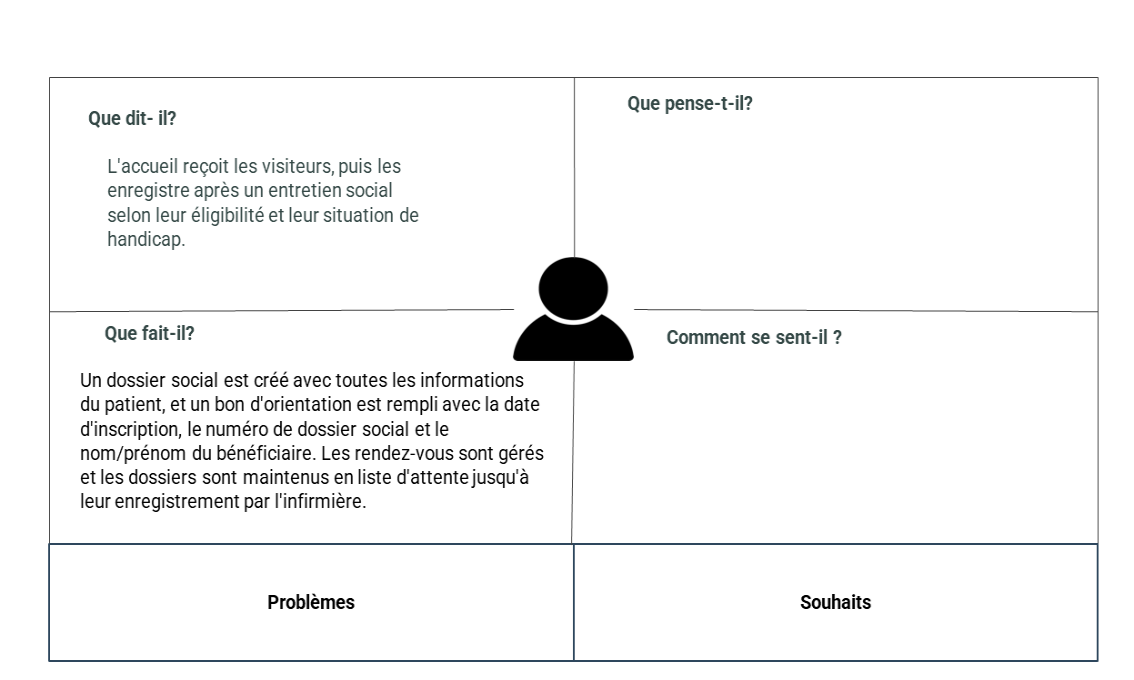 Que dit- il?
L'accueil reçoit les visiteurs, puis les
enregistre après un entretien social
selon leur éligibilité et leur situation de
handicap.
Que pense-t-il?
Que fait-il?
Un dossier social est créé avec toutes les informations
du patient, et un bon d'orientation est rempli avec la date
d'inscription, le numéro de dossier social et le
nom/prénom du bénéficiaire. Les rendez-vous sont gérés
et les dossiers sont maintenus en liste d'attente jusqu'à
leur enregistrement par l'infirmière.
Comment se sent-il ?
Problèmes
Souhaits